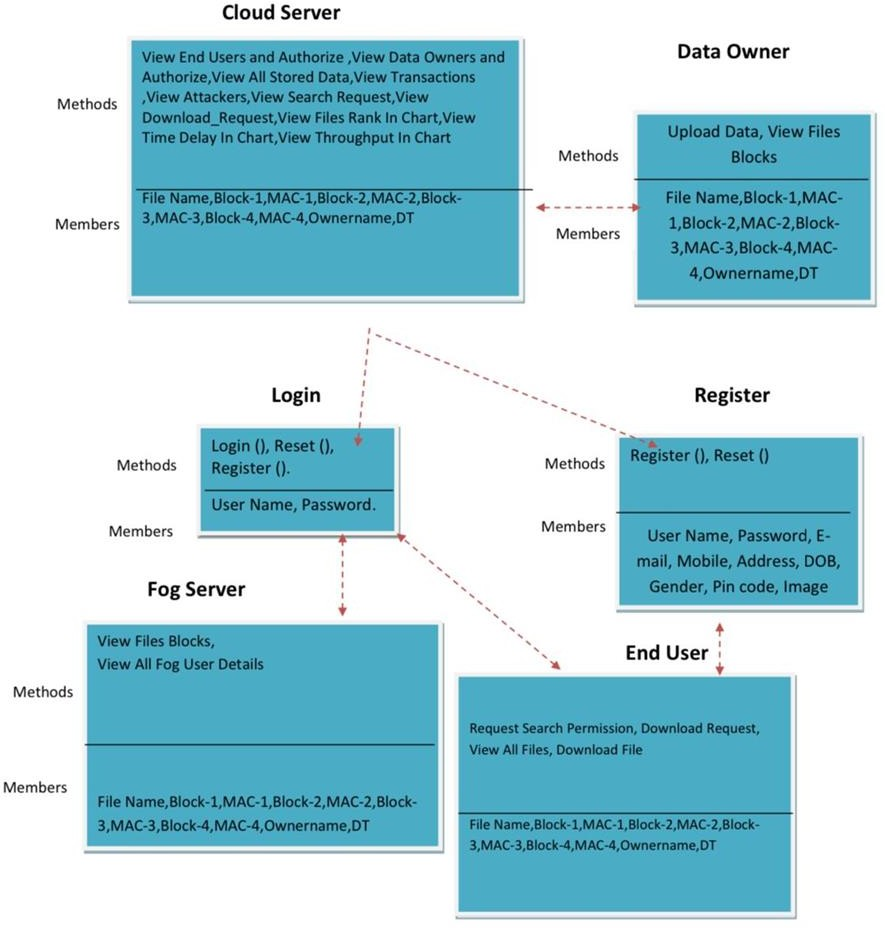 Cloud Server
View End Users and Authorize ,View Data Owners and
Authorize,View All Stored Data,View Transactions
,View Attackers,View Search Request,View
Download_Request,View Files Rank In Chart,View
Time Delay In Chart,View Throughput In Chart
Methods
File Name,Block-1,MAC-1,Block-2,MAC-2,Block-
3,MAC-3,Block-4,MAC-4,Ownername,DT
Members
Data Owner
Upload Data, View Files
Blocks
Methods
File Name,Block-1,MAC-
1,Block-2,MAC-2,Block-
3,MAC-3,Block-4,MAC-
4,Ownername,DT
Members
Login
Login (), Reset (),
Register ().
Methods
User Name, Password.
Members
Register
Register (), Reset ()
Methods
User Name, Password, E-
mail, Mobile, Address, DOB,
Gender, Pin code, Image
Members
Fog Server
View Files Blocks,
View All Fog User Details
Methods
Members
File Name,Block-1,MAC-1,Block-2,MAC-2,Block-
3,MAC-3,Block-4,MAC-4,Ownername,DT
End User
Request Search Permission, Download Request,
View All Files, Download File
File Name,Block-1,MAC-1,Block-2,MAC-2,Block-
3,MAC-3,Block-4,MAC-4,Ownername,DT